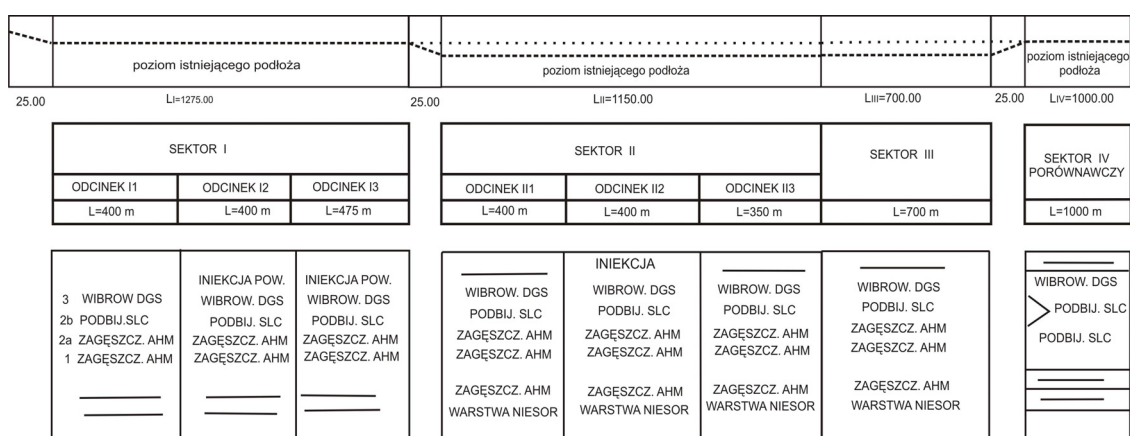 poziom istniejącego podłoża
poziom istniejącego podłoża
poziom istniejącego
podłoża
25.00
LI=1275.00
25.00
LII=1150.00
LIII=700.00
25.00
LIV=1000.00
SEKTOR I
ODCINEK I1
ODCINEK I2
ODCINEK I3
L=400 m
L=400 m
L=475 m
SEKTOR II
ODCINEK II1
ODCINEK II2
ODCINEK II3
L=400 m
L=400 m
L=350 m
SEKTOR III
L=700 m
SEKTOR IV
PORÓWNAWCZY
L=1000 m
3 WIBROW DGS
2b PODBIJ.SLC
2a ZAGĘSZCZ. AHM
1 ZAGĘSZCZ. AHM
INIEKCJA POW.
WIBROW. DGS
PODBIJ. SLC
ZAGĘSZCZ. AHM
ZAGĘSZCZ. AHM
INIEKCJA POW.
WIBROW. DGS
PODBIJ. SLC
ZAGĘSZCZ. AHM
ZAGĘSZCZ. AHM
WIBROW. DGS
PODBIJ. SLC
ZAGĘSZCZ. AHM
ZAGĘSZCZ. AHM
ZAGĘSZCZ. AHM
WARSTWA NIESOR
INIEKCJA
WIBROW. DGS
PODBIJ. SLC
ZAGĘSZCZ. AHM
ZAGĘSZCZ. AHM
ZAGĘSZCZ. AHM
WARSTWA NIESOR
WIBROW. DGS
PODBIJ. SLC
ZAGĘSZCZ. AHM
ZAGĘSZCZ. AHM
ZAGĘSZCZ. AHM
WARSTWA NIESOR
WIBROW. DGS
PODBIJ. SLC
ZAGĘSZCZ. AHM
ZAGĘSZCZ. AHM
ZAGĘSZCZ. AHM
WARSTWA NIESOR
WIBROW. DGS
PODBIJ. SLC
PODBIJ. SLC